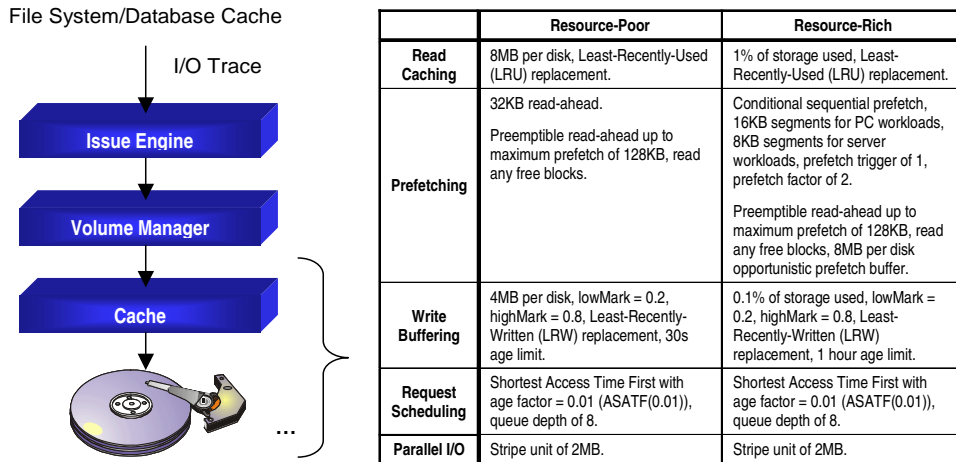 File System/Database Cache
I/O Trace
Issue Engine
Volume Manager
Cache
...
Resource-Poor
Resource-Rich
Read
Caching
8MB per disk, Least-Recently-Used
(LRU) replacement.
1% of storage used, Least-
Recently-Used (LRU) replacement.
Prefetching
32KB read-ahead.
Preemptible read-ahead up to
maximum prefetch of 128KB, read
any free blocks.
Conditional sequential prefetch,
16KB segments for PC workloads,
8KB segments for server
workloads, prefetch trigger of 1,
prefetch factor of 2.
Preemptible read-ahead up to
maximum prefetch of 128KB, read
any free blocks, 8MB per disk
opportunistic prefetch buffer.
Write
Buffering
4MB per disk, lowMark = 0.2,
highMark = 0.8, Least-Recently-
Written (LRW) replacement, 30s
age limit.
0.1% of storage used, lowMark =
0.2, highMark = 0.8, Least-
Recently-Written (LRW)
replacement, 1 hour age limit.
Request
Scheduling
Shortest Access Time First with
age factor = 0.01 (ASATF(0.01)),
queue depth of 8.
Shortest Access Time First with
age factor = 0.01 (ASATF(0.01)),
queue depth of 8.
Parallel I/O
Stripe unit of 2MB.
Stripe unit of 2MB.